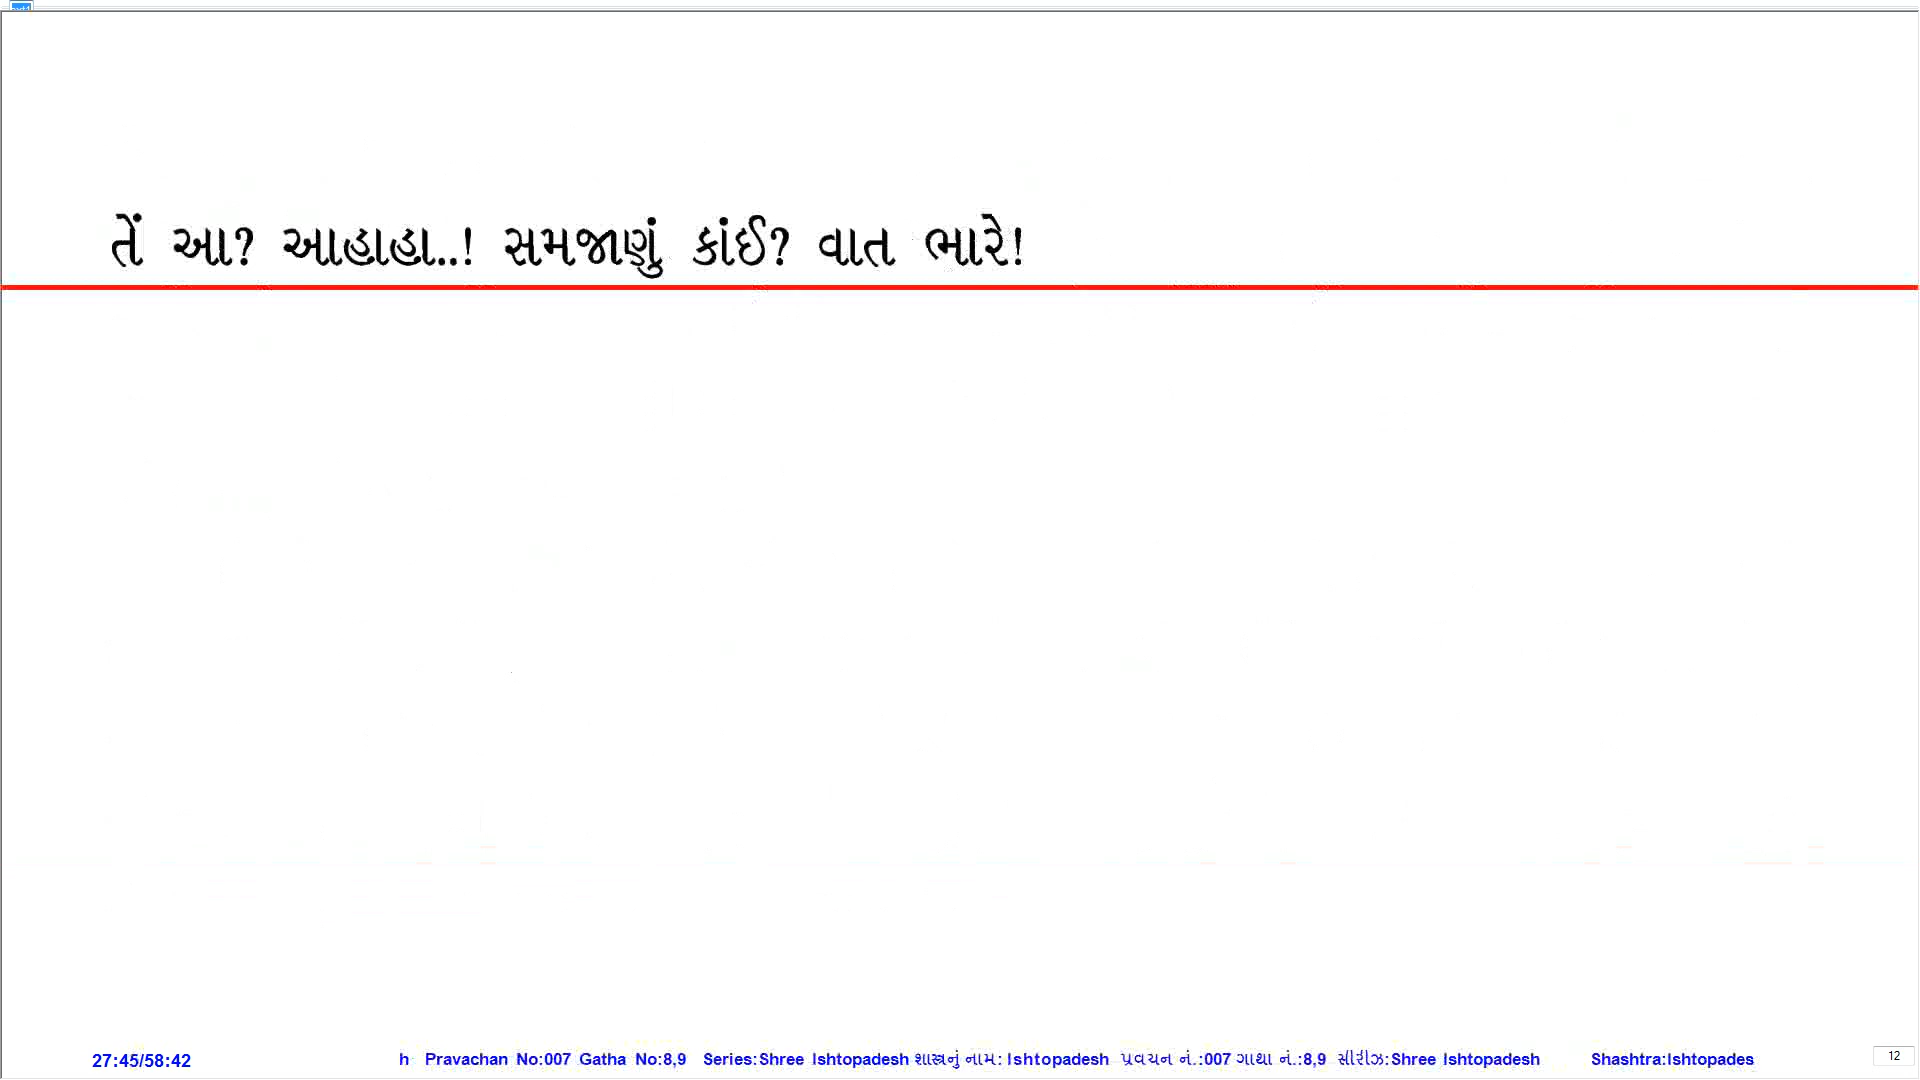 તેં આ? આહાહા..! સમજાણું કાંઈ? વાત ભારે!
27:45/58:42 h Pravachan No:007 Gatha No:8,9 Series:Shree Ishtopadesh શાસ્ત્રનું નામ: Ishtopadesh પ્રવચન નં.:007 ગાથા નં.:8,9 સીરીઝ:Shree Ishtopadesh Shashtra:Ishtopades 12